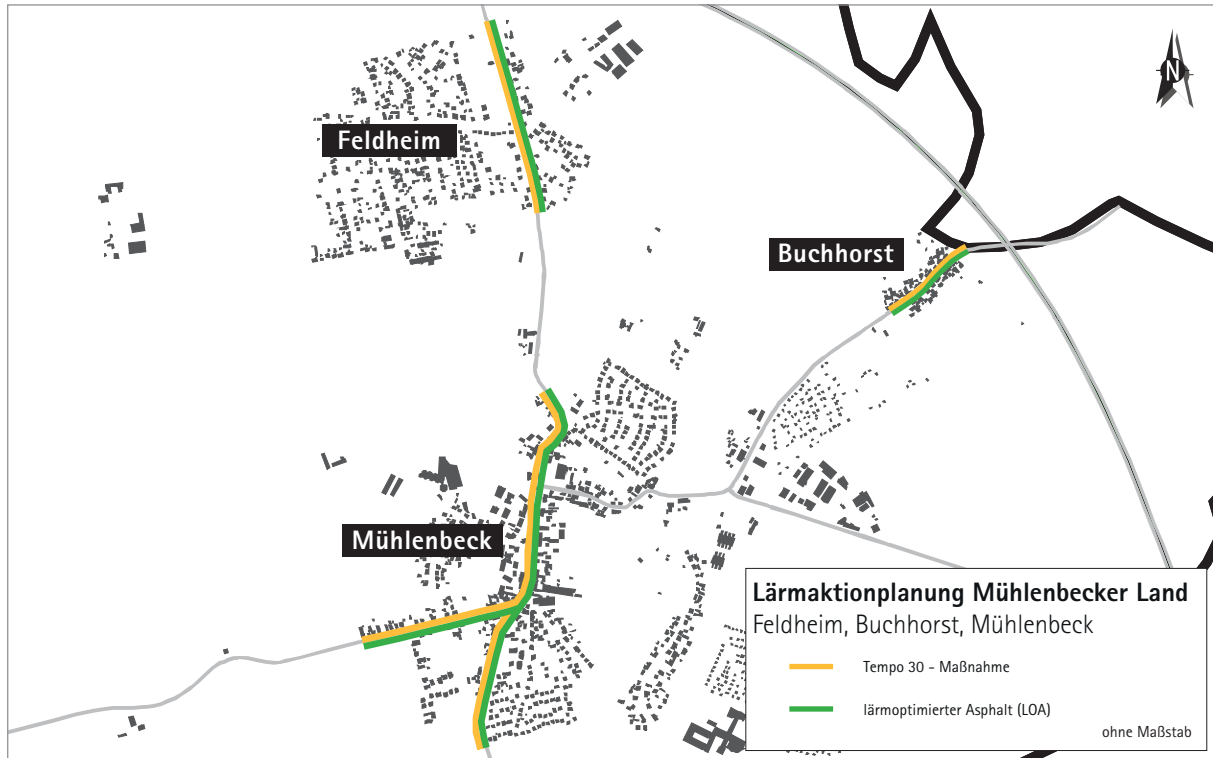 N
Feldheim
Buchhorst
Mühlenbeck
Lärmaktionplanung Mühlenbecker Land
Feldheim, Buchhorst, Mühlenbeck
Tempo 30 - Maßnahme
lärmoptimierter Asphalt (LOA)
ohne Maßstab